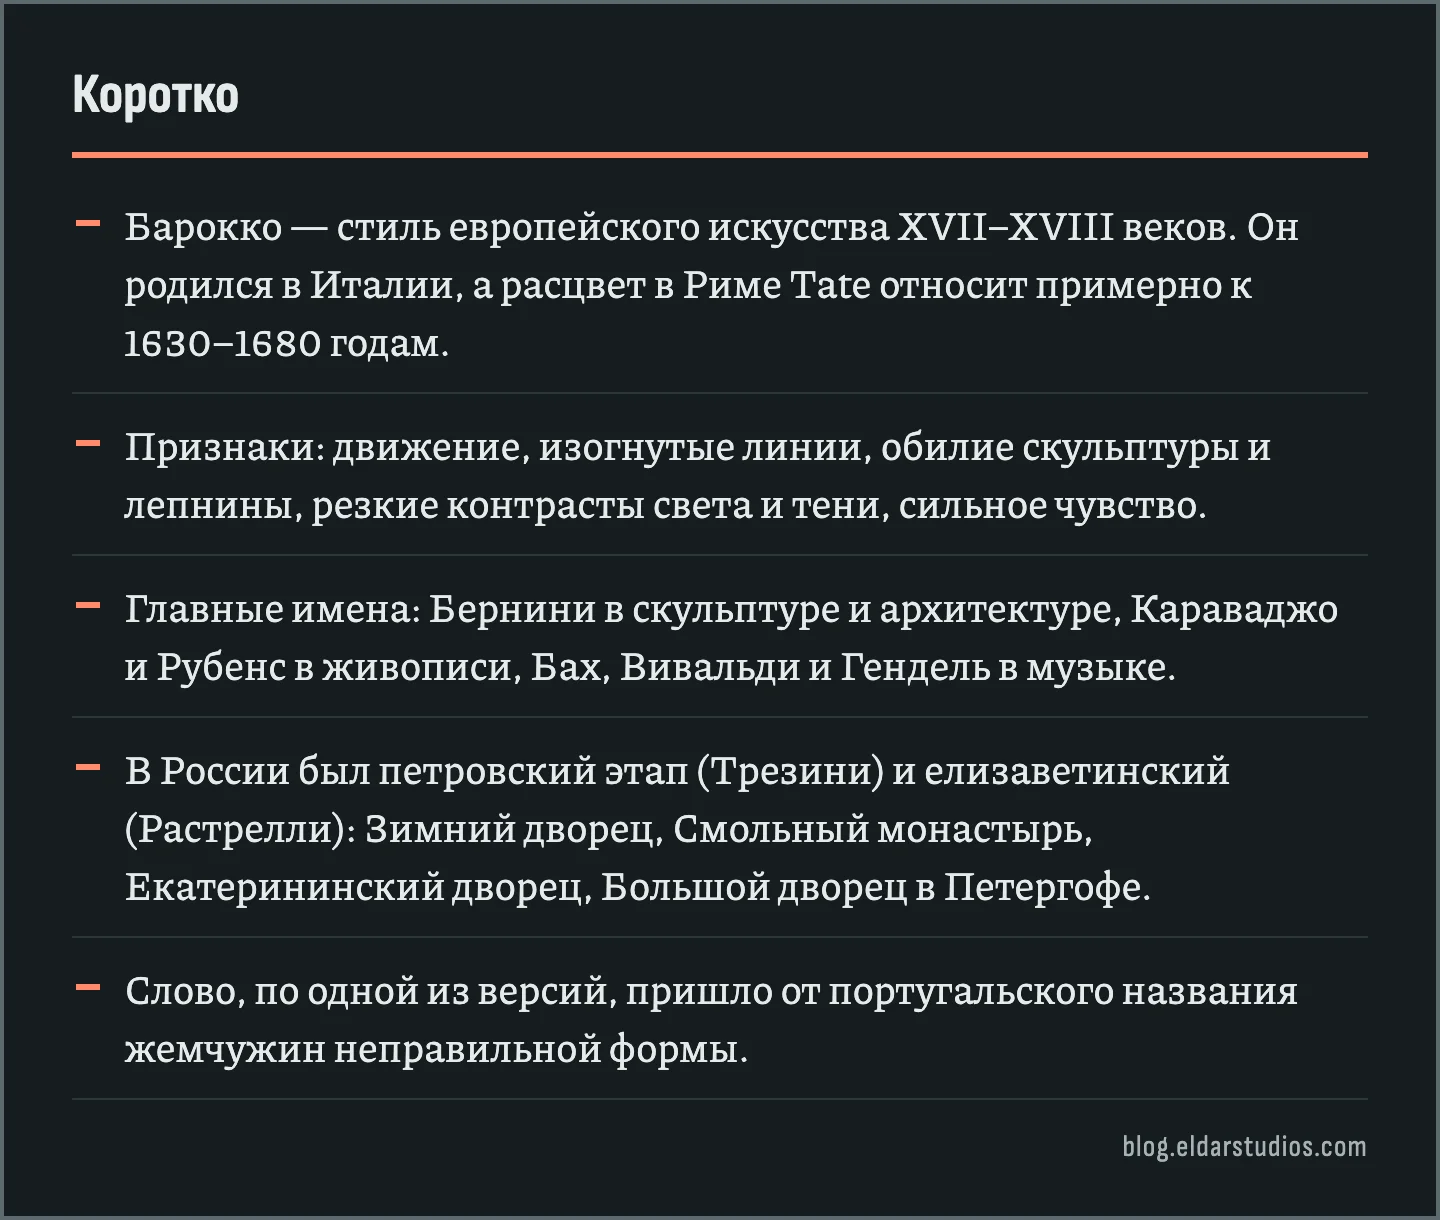 Коротко
Барокко — стиль европейского искусства XVII–XVIII веков. Он
родился в Италии, а расцвет в Риме Tate относит примерно к
1630–1680 годам.
Признаки: движение, изогнутые линии, обилие скульптуры и
лепнины, резкие контрасты света и тени, сильное чувство.
Главные имена: Бернини в скульптуре и архитектуре, Караваджо
и Рубенс в живописи, Бах, Вивальди и Гендель в музыке.
В России был петровский этап (Трезини) и елизаветинский
(Растрелли): Зимний дворец, Смольный монастырь,
Екатерининский дворец, Большой дворец в Петергофе.
Слово, по одной из версий, пришло от португальского названия
жемчужин неправильной формы.
blog.eldarstudios.com